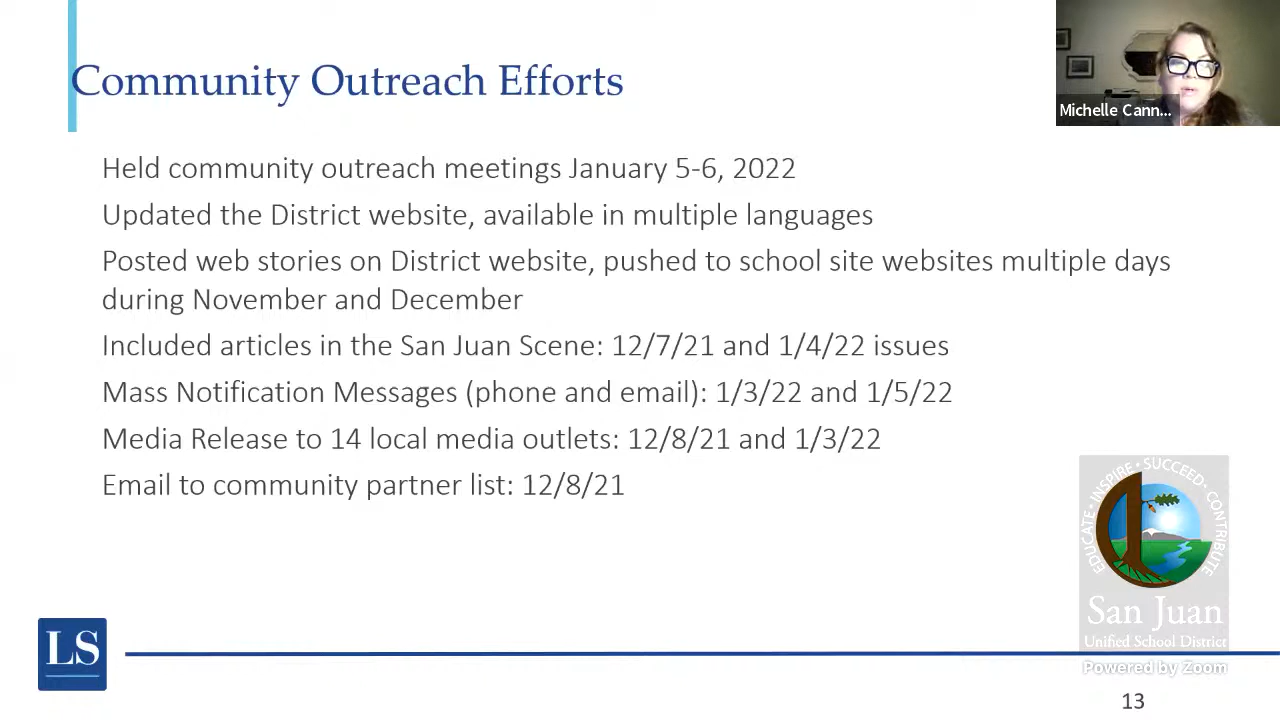 Community Outreach Efforts
Michelle Cann...
Held community outreach meetings January 5-6, 2022
Updated the District website, available in multiple languages
Posted web stories on District website, pushed to school site websites multiple days
during November and December
Included articles in the San Juan Scene: 12/7/21 and 1/4/22 issues
Mass Notification Messages (phone and email): 1/3/22 and 1/5/22
Media Release to 14 local media outlets: 12/8/21 and 1/3/22
Email to community partner list: 12/8/21
EDUCATE • INSPIRE • SUCCEED • CONTRIBUTE
San Juan
Unified School District
LS
Powered by Zoom
13